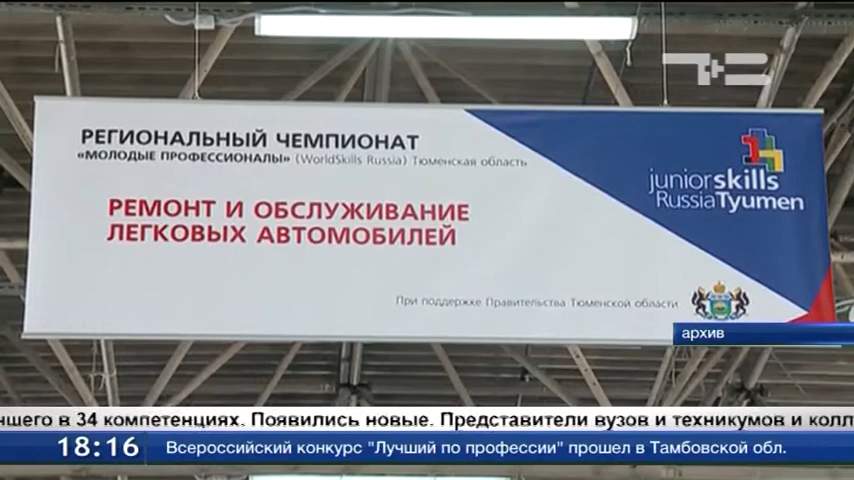 Т+В
РЕГИОНАЛЬНЫЙ ЧЕМПИОНАТ
«МОЛОДЫЕ ПРОФЕССИОНАЛЫ» (WorldSkills Russia) Тюменская область
juniorskills
RussiaTyumen
РЕМОНТ И ОБСЛУЖИВАНИЕ
ЛЕГКОВЫХ АВТОМОБИЛЕЙ
При поддержке Правительства Тюменской области
архив
в 34 компетенциях. Появились новые. Представители вузов и техникумов и
18:16 Всероссийский конкурс "Лучший по профессии" прошел в Тамбовской обл.